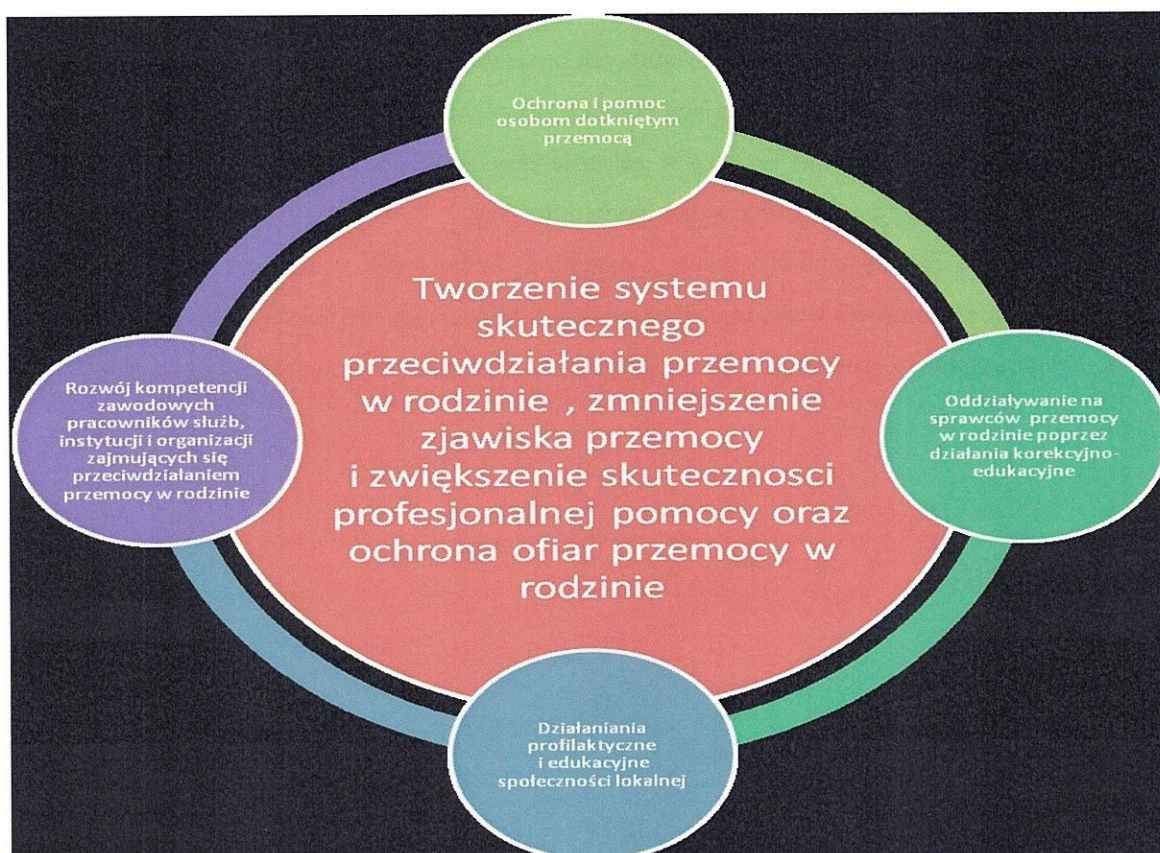 Ochrona i pomoc
osobom dotkniętym
przemocą
Tworzenie systemu
skutecznego
przeciwdziałania przemocy
w rodzinie , zmniejszenie
zjawiska przemocy
i zwiększenie skutecznosci
profesjonalnej pomocy oraz
ochrona ofiar przemocy w
rodzinie
Rozwój kompetencji
zawodowych
pracowników służb,
instytucji i organizacji
zajmujących się
przeciwdziałaniem
przemocy w rodzinie
Oddziaływanie na
sprawców przemocy
w rodzinie poprzez
działania korekcyjno-
edukacyjne
Działaniania
profilaktyczne
i edukacyjne
społeczności lokalnej